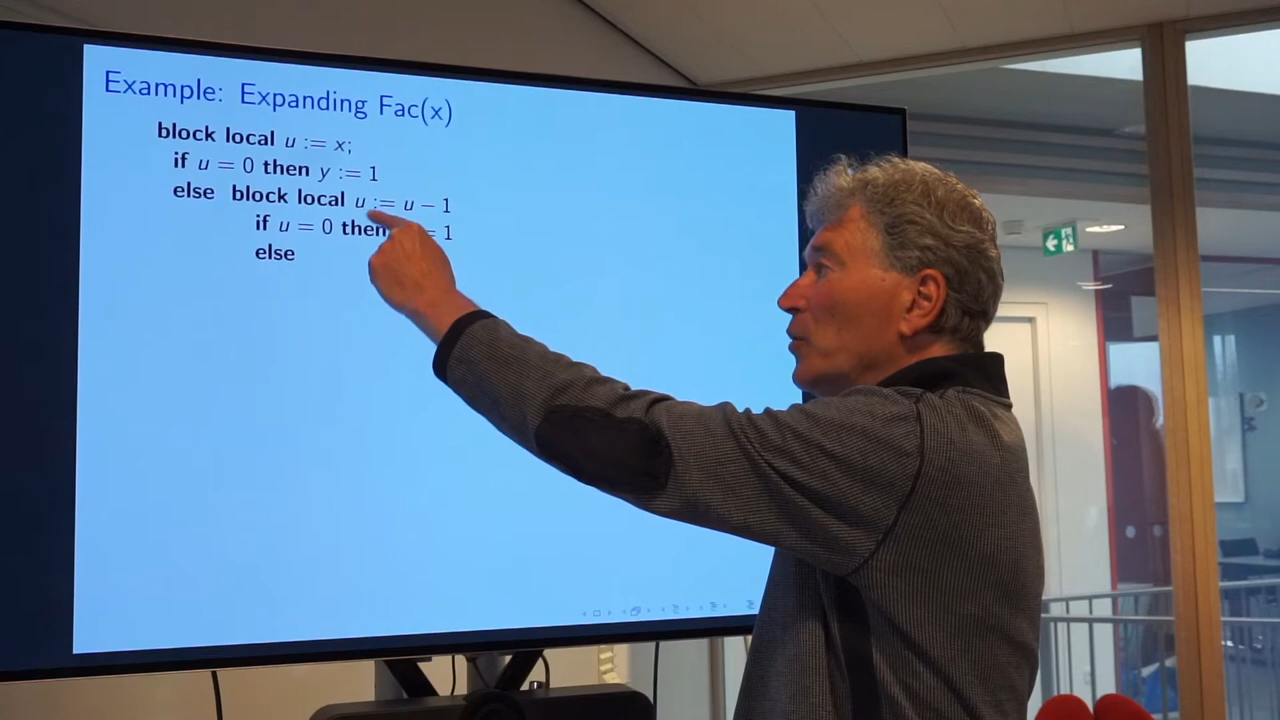 Example: Expanding Fac(x)
block local u := x;
if u = 0 then y := 1
else block local u := u − 1
if u = 0 then = 1
else